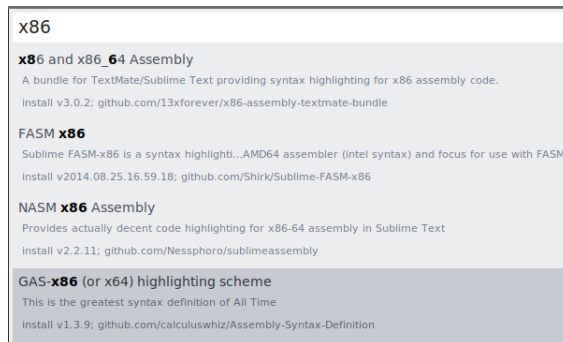 x86
x86 and x86_64 Assembly
A bundle for TextMate/Sublime Text providing syntax highlighting for x86 assembly code.
install v3.0.2; github.com/13xforever/x86-assembly-textmate-bundle
FASM x86
Sublime FASM-x86 is a syntax highlighti...AMD64 assembler (intel syntax) and focus for use with FASM
install v2014.08.25.16.59.18; github.com/Shirk/Sublime-FASM-x86
NASM x86 Assembly
Provides actually decent code highlighting for x86-64 assembly in Sublime Text
install v2.2.11; github.com/Nessphoro/sublimeassembly
GAS-x86 (or x64) highlighting scheme
This is the greatest syntax definition of All Time
install v1.3.9; github.com/calculuswhiz/Assembly-Syntax-Definition